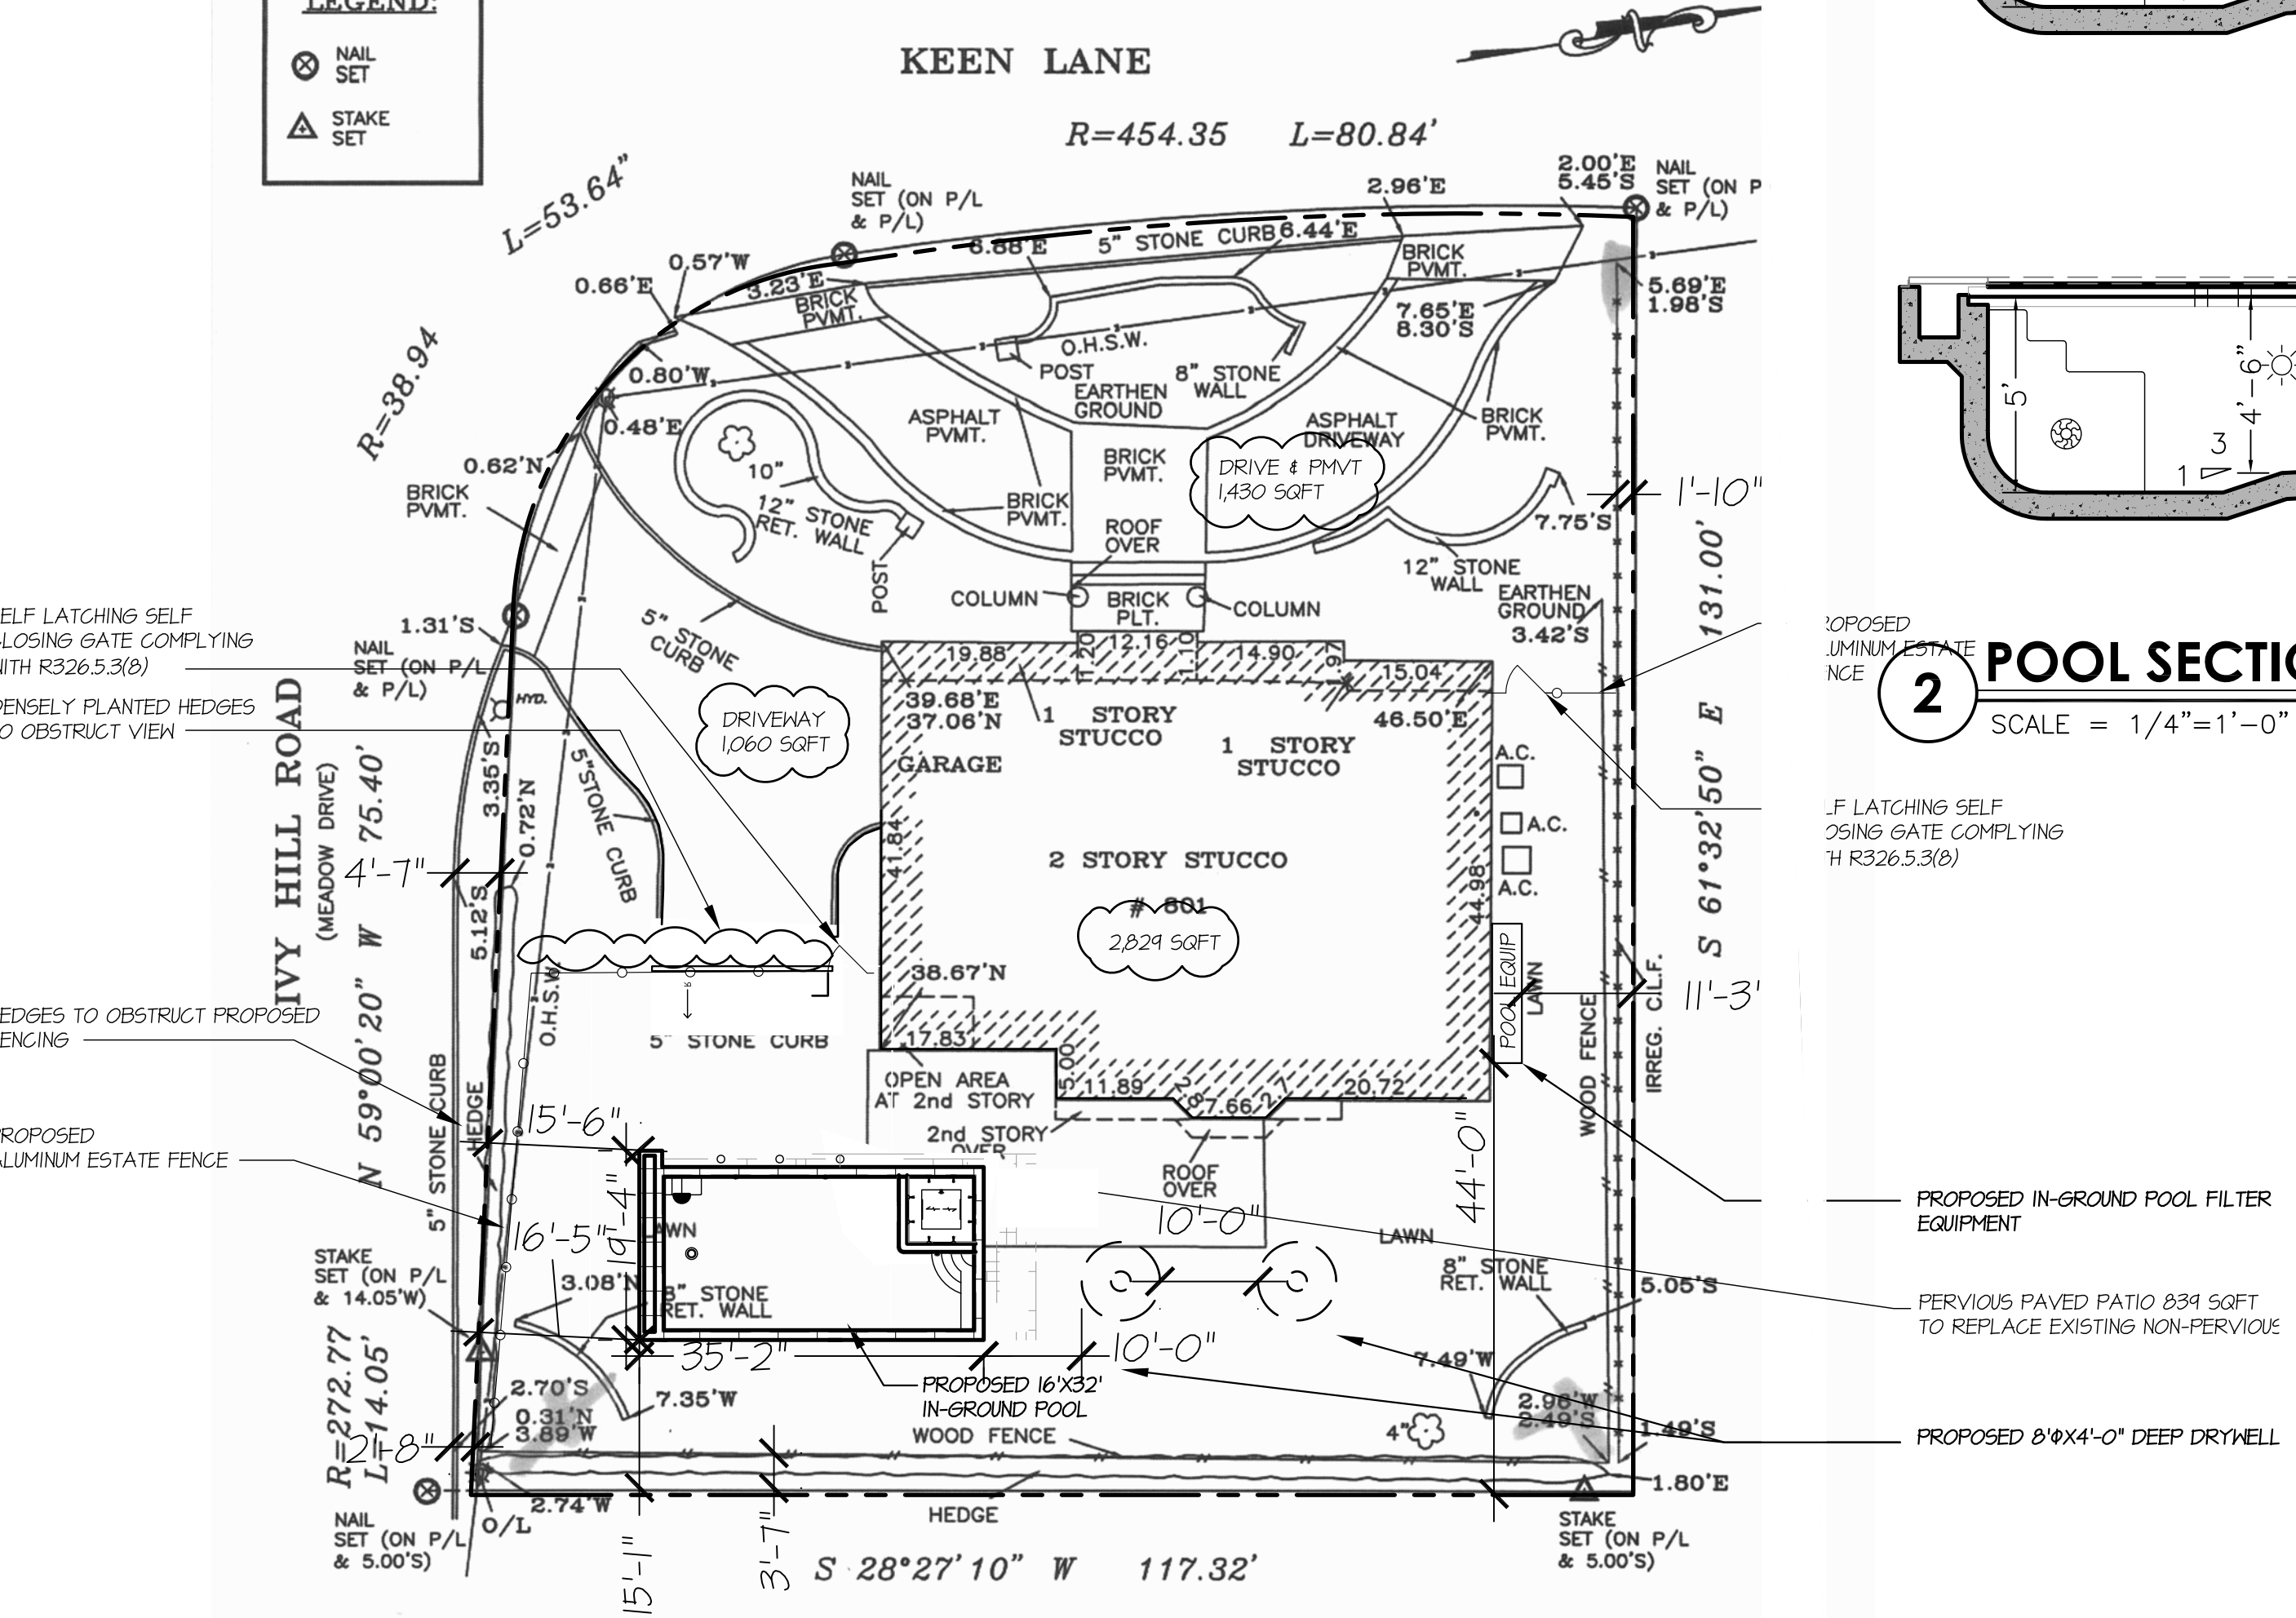 LEGEND:
NAIL
SET
STAKE
SET
KEEN LANE
R=454.35 L=80.84'
L=53.64"
R=38.94
NAIL
SET (ON P/L
& P/L)
2.96'E
2.00'E
5.45'S
NAIL
SET (ON P
& P/L)
0.57'W
0.66'E
3.23'E
BRICK
PVMT.
6.88'E
5" STONE CURB
6.44'E
BRICK
PVMT.
5.69'E
1.98'S
7.65'E
8.30'S
O.H.S.W.
POST
8" STONE
WALL
EARTHEN
GROUND
0.80'W
0.48'E
0.62'N
BRICK
PVMT.
10"
12" STONE
RET. WALL
ASPHALT
PVMT.
BRICK
PVMT.
BRICK
PVMT.
ASPHALT
DRIVEWAY
DRIVE & PMVT
1,430 SQFT
BRICK
PVMT.
1'-10"
7.75'S
ROOF
OVER
12" STONE
WALL
POST
COLUMN
BRICK
PLT.
COLUMN
EARTHEN
GROUND
3.42'S
S 61°32'50" E 131.00'
ELF LATCHING SELF
LOSING GATE COMPLYING
WITH R326.5.3(8)
DENSELY PLANTED HEDGES
O OBSTRUCT VIEW
1.31'S
NAIL
SET (ON P/L
& P/L)
HYD.
5" STONE
CURB
IVY HILL ROAD
(MEADOW DRIVE)
N 59°00'20" W 75.40'
3.35'S
0.72'N
4'-7"
5.12'S
5"STONE CURB
DRIVEWAY
1,060 SQFT
19.88
12.16
14.90
15.04
39.68'E
37.06'N
1 STORY
STUCCO
46.50'E
1 STORY
STUCCO
GARAGE
41.84
2 STORY STUCCO
# 801
2,829 SQFT
44.98
A.C.
A.C.
A.C.
POOL EQUIP
LAWN
WOOD FENCE
IRREG. C.L.F.
11'-3'
38.67'N
17.83
5.00
11.89
7.66
20.72
OPEN AREA
AT 2nd STORY
2nd STORY
OVER
ROOF
OVER
O.H.S.W.
5" STONE CURB
EDGES TO OBSTRUCT PROPOSED
ENCING
5" STONE CURB
HEDGE
ROPOSED
ALUMINUM ESTATE FENCE
15'-6"
16'-5"
19'-4"
LAWN
10'-0"
44'-0"
LAWN
8" STONE
RET. WALL
5.05'S
STAKE
SET (ON P/L
& 14.05'W)
3.08'N
8" STONE
RET. WALL
35'-2"
10'-0"
7.49'W
PROPOSED 16'X32'
IN-GROUND POOL
R=272.77
L=14.05'
2.70'S
0.31'N
3.89'W
7.35'W
2'-8"
WOOD FENCE
4"
2.98'W
2.49'S
1.49'S
1.80'E
2.74'W
O/L
NAIL
SET (ON P/L
& 5.00'S)
HEDGE
STAKE
SET (ON P/L
& 5.00'S)
15'-1"
3'-7"
S 28°27'10" W 117.32'
5'
4'-6"
3
1
2
POOL SECTIO
SCALE = 1/4"=1'-0"
ROPOSED
LUMINUM ESTATE
NCE
LF LATCHING SELF
OSING GATE COMPLYING
TH R326.5.3(8)
PROPOSED IN-GROUND POOL FILTER
EQUIPMENT
PERVIOUS PAVED PATIO 839 SQFT
TO REPLACE EXISTING NON-PERVIOUS
PROPOSED 8'ΦX4'-0" DEEP DRYWELL